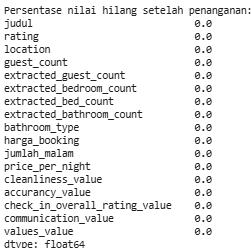 Persentase nilai hilang setelah penanganan:
judul 0.0
rating 0.0
location 0.0
guest_count 0.0
extracted_guest_count 0.0
extracted_bedroom_count 0.0
extracted_bed_count 0.0
extracted_bathroom_count 0.0
bathroom_type 0.0
harga_booking 0.0
jumlah_malam 0.0
price_per_night 0.0
cleanliness_value 0.0
accurancy_value 0.0
check_in_overall_rating_value 0.0
communication_value 0.0
values_value 0.0
dtype: float64